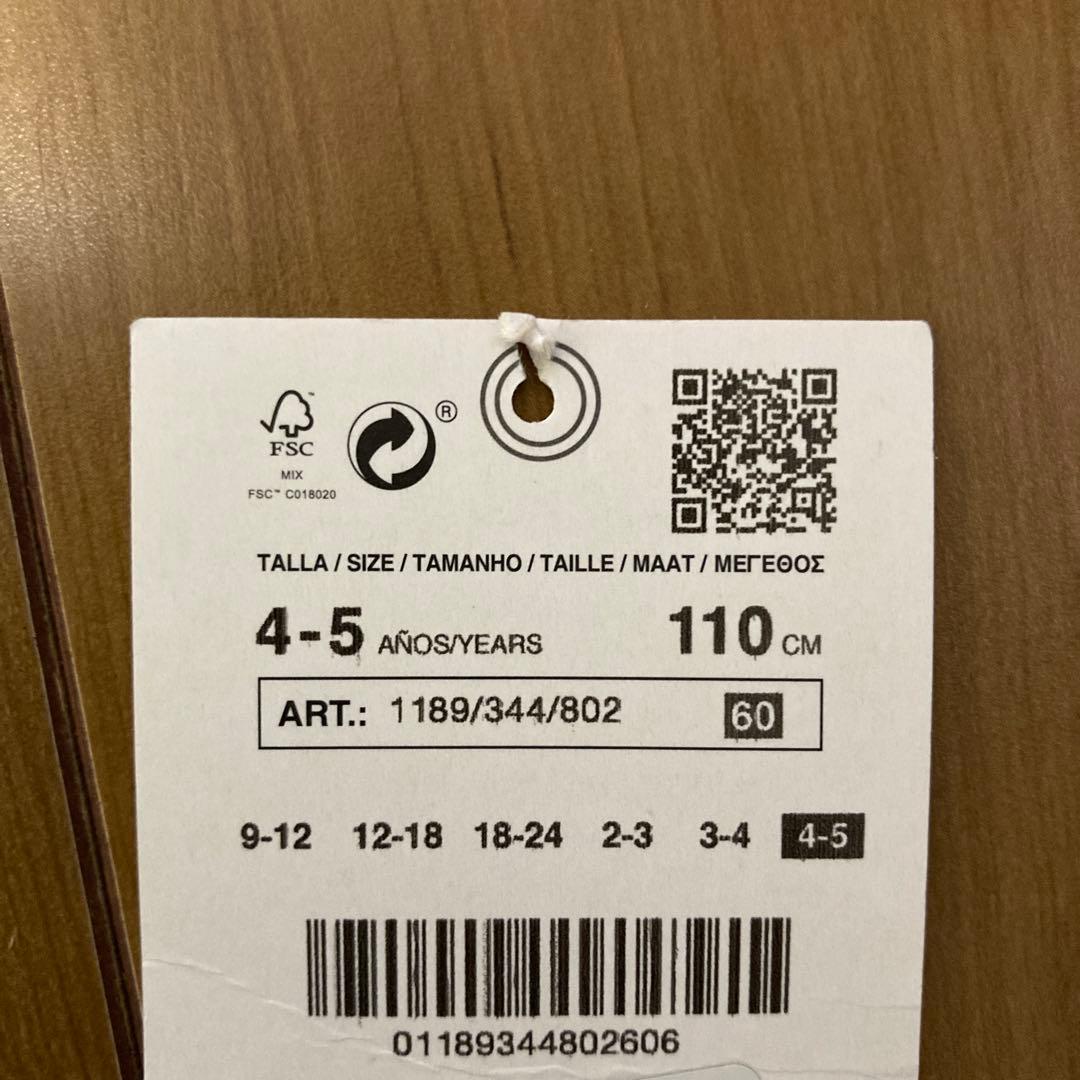 FSC
MIX
FSC™ C018020
®
TALLA / SIZE / TAMANHO / TAILLE / MAAT / ΜΕΓΕΘΟΣ
4-5 AÑOS/YEARS 110 CM
ART.: 1189/344/802 60
9-12 12-18 18-24 2-3 3-4 4-5
01189344802606